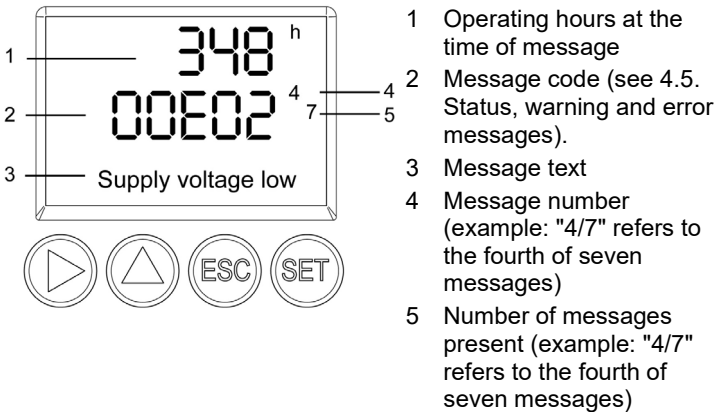 348 h
00E02 4
7
Supply voltage low
1
2
3
4
5
ESC SET
1 Operating hours at the
time of message
2 Message code (see 4.5.
Status, warning and error
messages).
3 Message text
4 Message number
(example: "4/7" refers to
the fourth of seven
messages)
5 Number of messages
present (example: "4/7"
refers to the fourth of
seven messages)